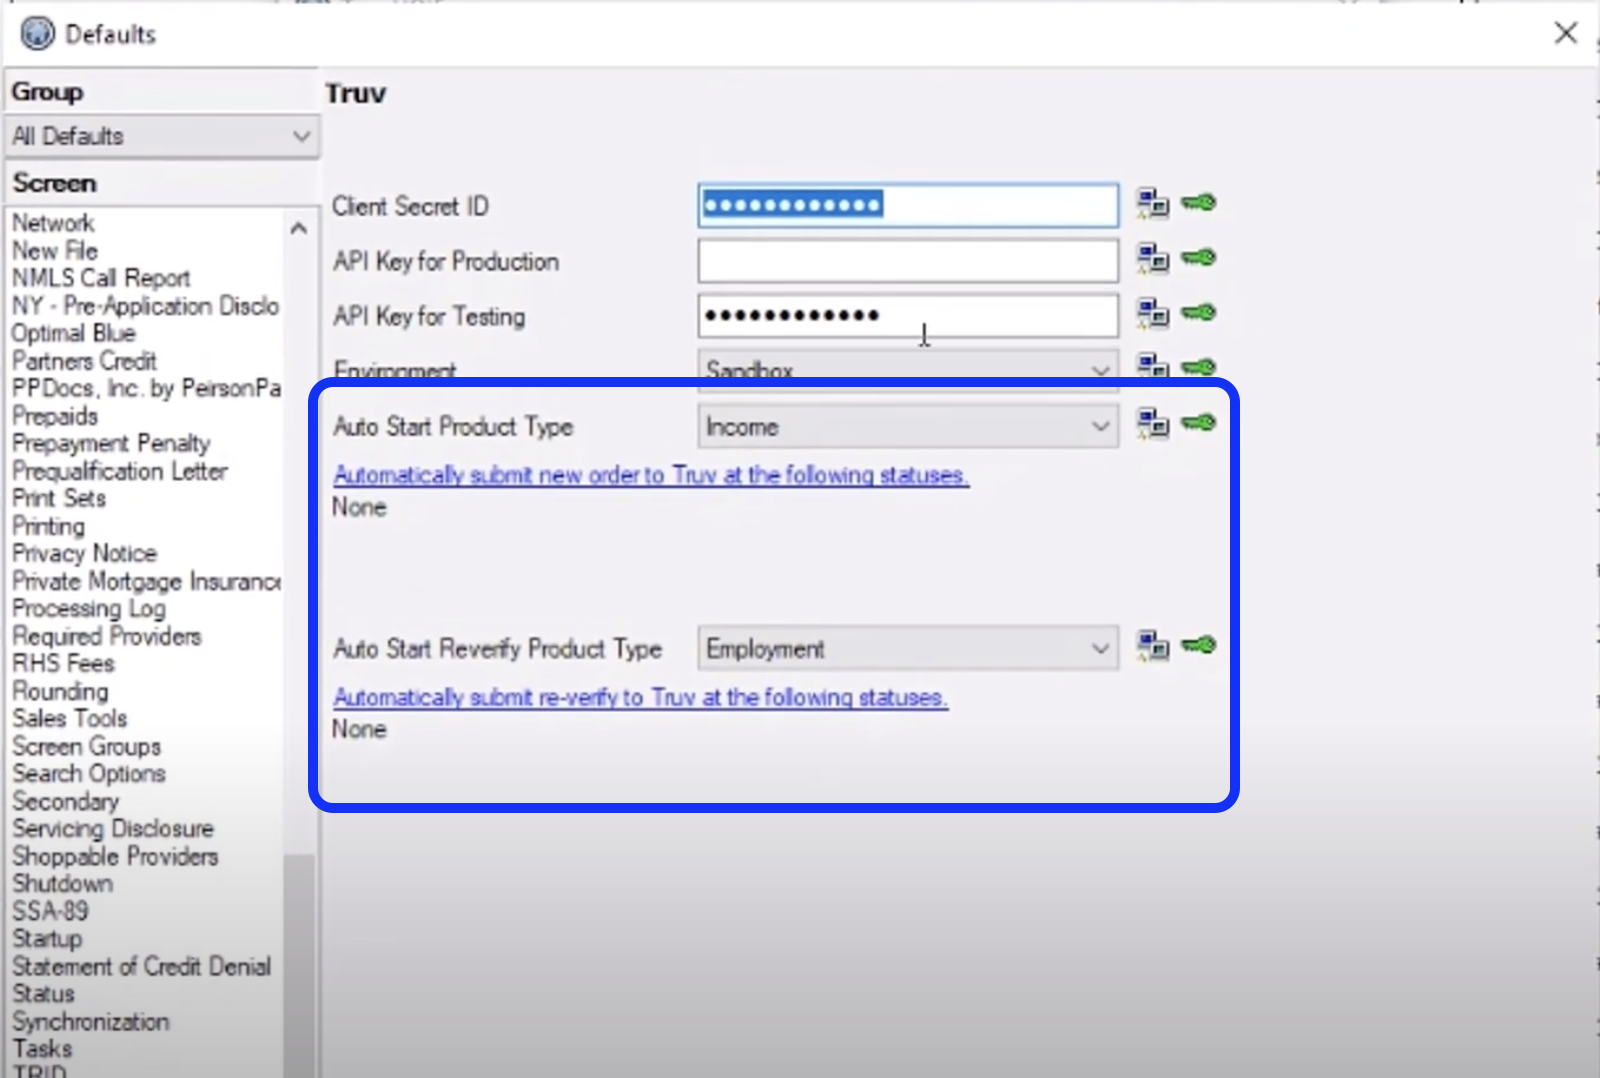 Defaults
Group
All Defaults
Screen
Network
New File
NMLS Call Report
NY - Pre-Application Disclo
Optimal Blue
Partners Credit
PPDocs, Inc. by PeirsonPa
Prepaids
Prepayment Penalty
Prequalification Letter
Print Sets
Printing
Privacy Notice
Private Mortgage Insurance
Processing Log
Required Providers
RHS Fees
Rounding
Sales Tools
Screen Groups
Search Options
Secondary
Servicing Disclosure
Shoppable Providers
Shutdown
SSA-89
Startup
Statement of Credit Denial
Status
Synchronization
Tasks
TRID
Truv
Client Secret ID ••••••••••••
API Key for Production
API Key for Testing ••••••••••••
Environment Sandbox
Auto Start Product Type Income
Automatically submit new order to Truv at the following statuses.
None
Auto Start Reverify Product Type Employment
Automatically submit re-verify to Truv at the following statuses.
None